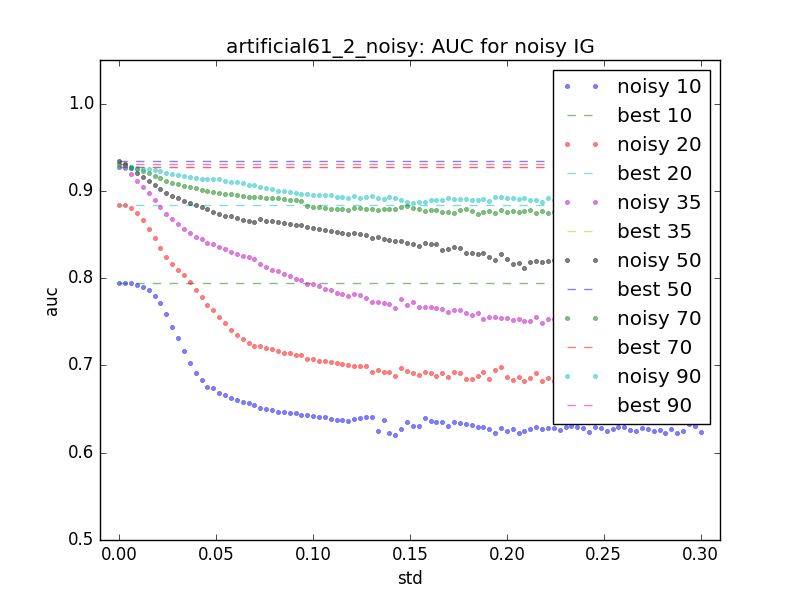 artificial61_2_noisy: AUC for noisy IG
auc
1.0
0.9
0.8
0.7
0.6
0.5
noisy 10
best 10
noisy 20
best 20
noisy 35
best 35
noisy 50
best 50
noisy 70
best 70
noisy 90
best 90
0.00 0.05 0.10 0.15 0.20 0.25 0.30
std